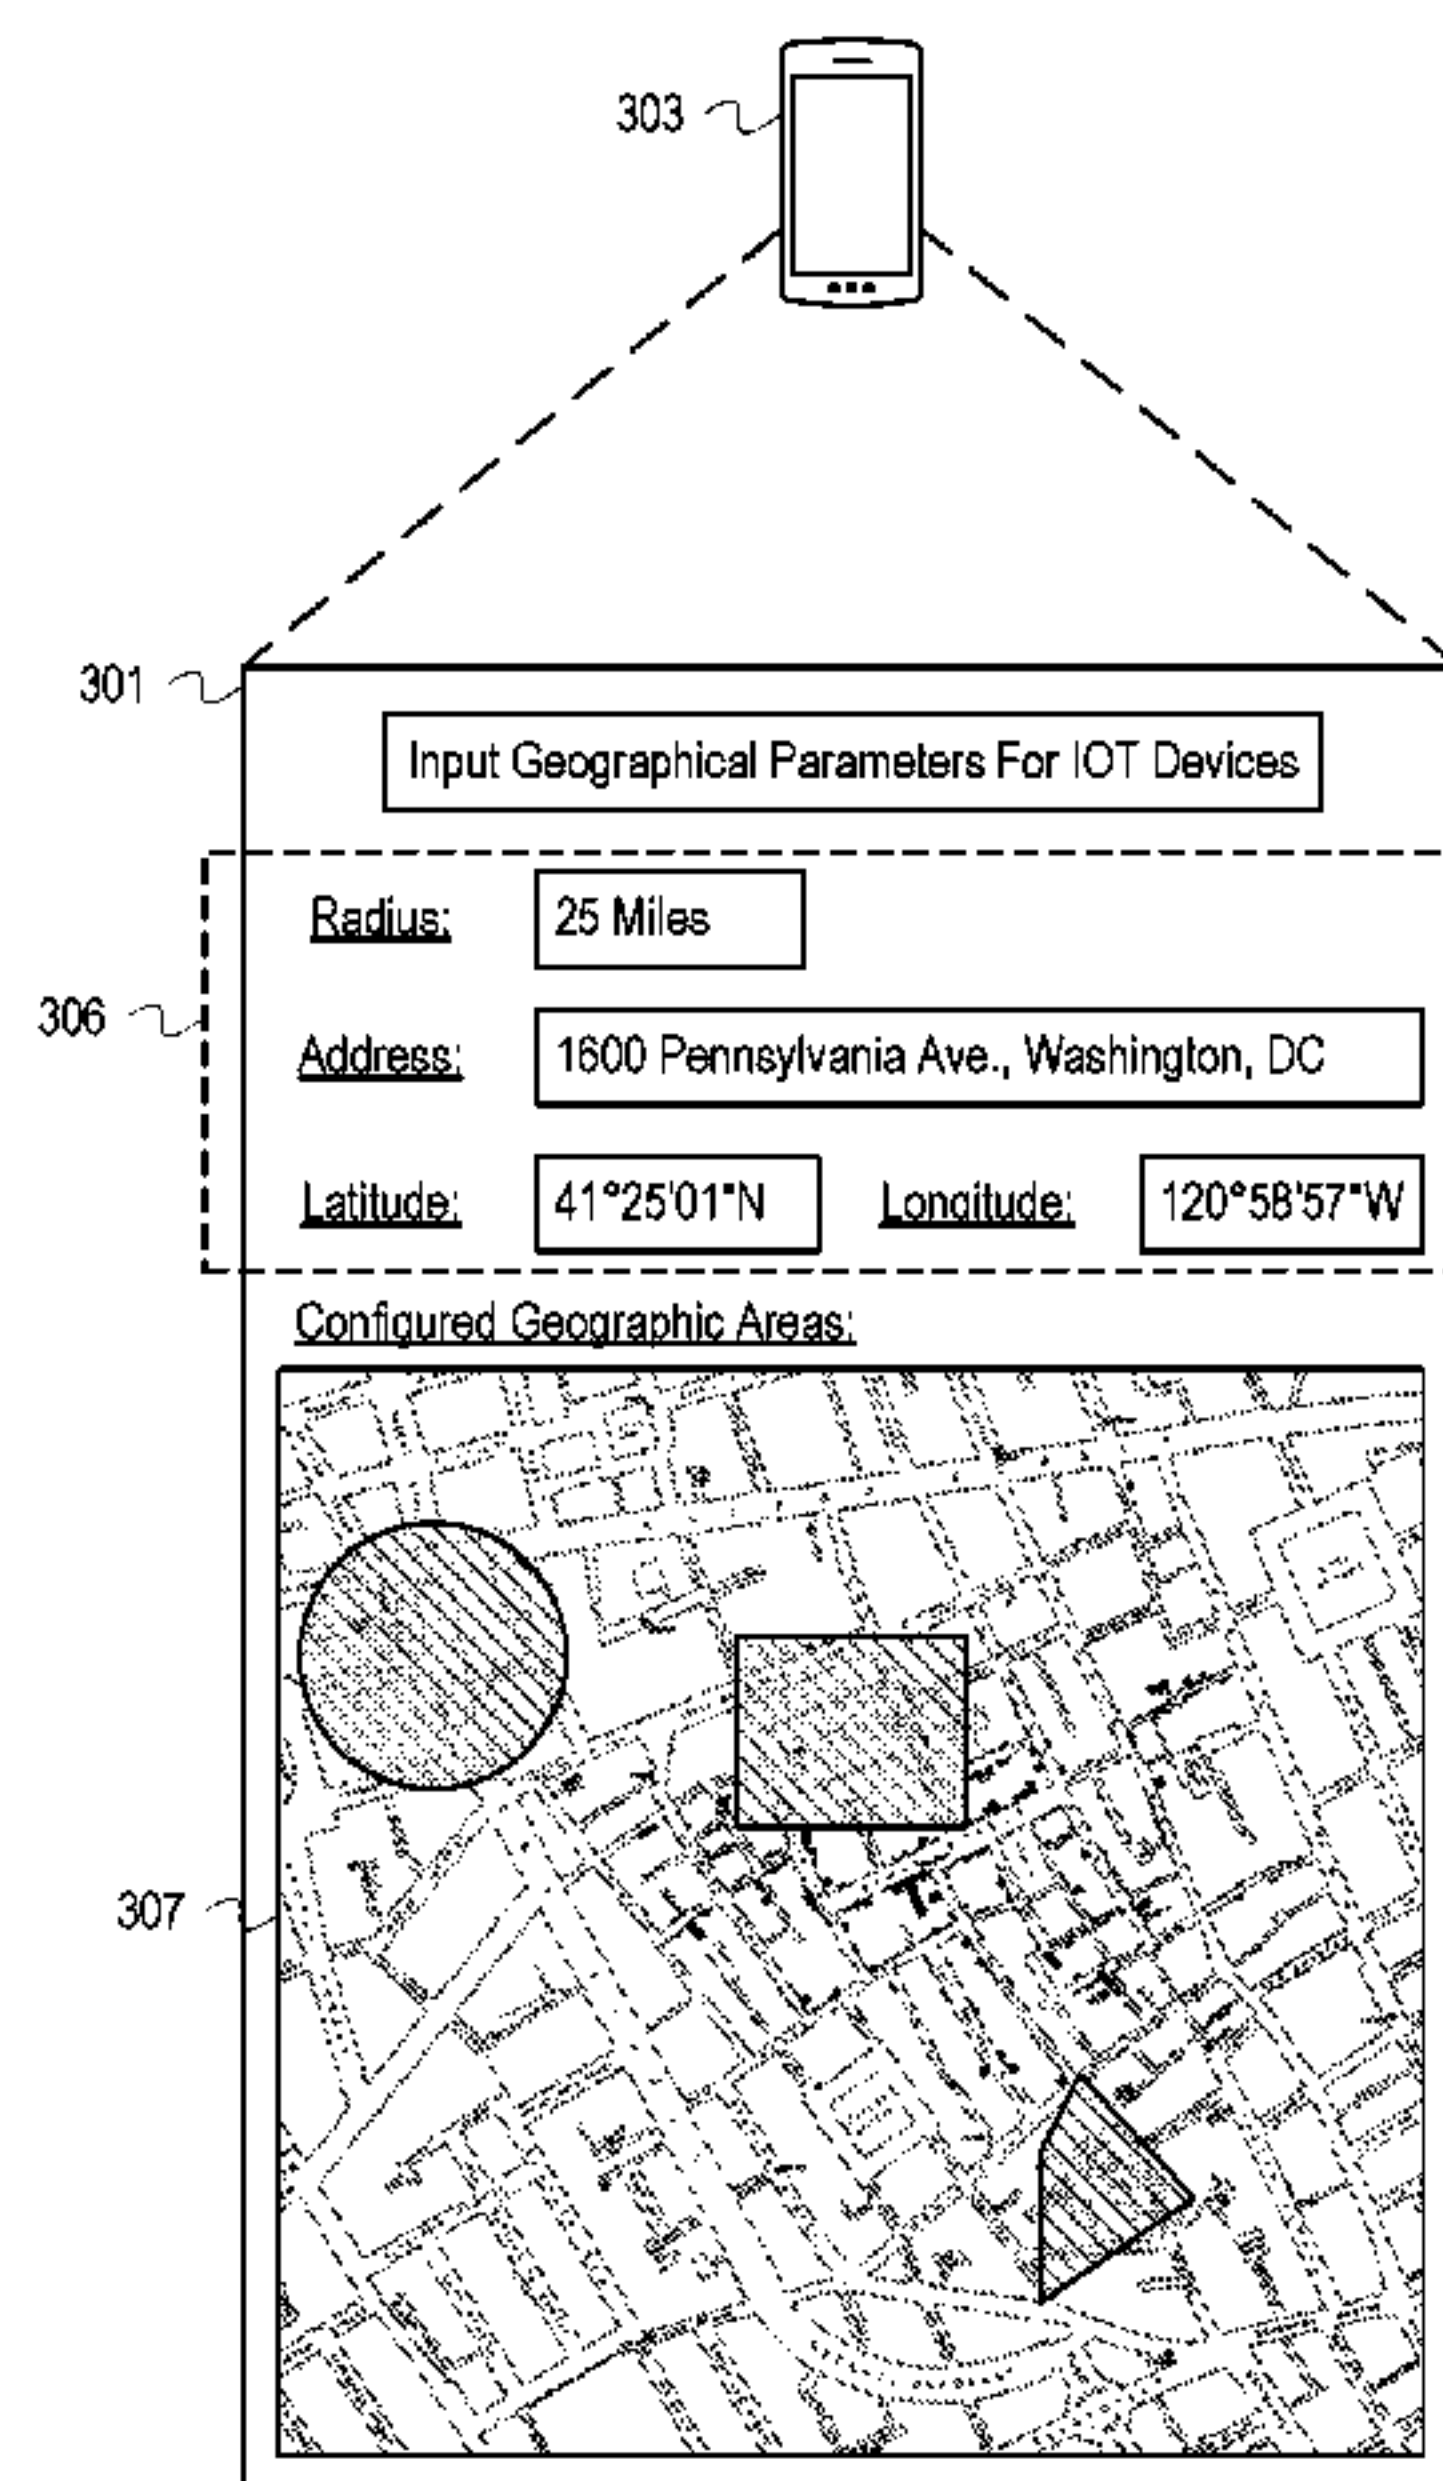 303
301
Input Geographical Parameters For IOT Devices
Radius: 25 Miles
306
Address: 1600 Pennsylvania Ave., Washington, DC
Latitude: 41°25'01"N Longitude: 120°58'57"W
Configured Geographic Areas:
307